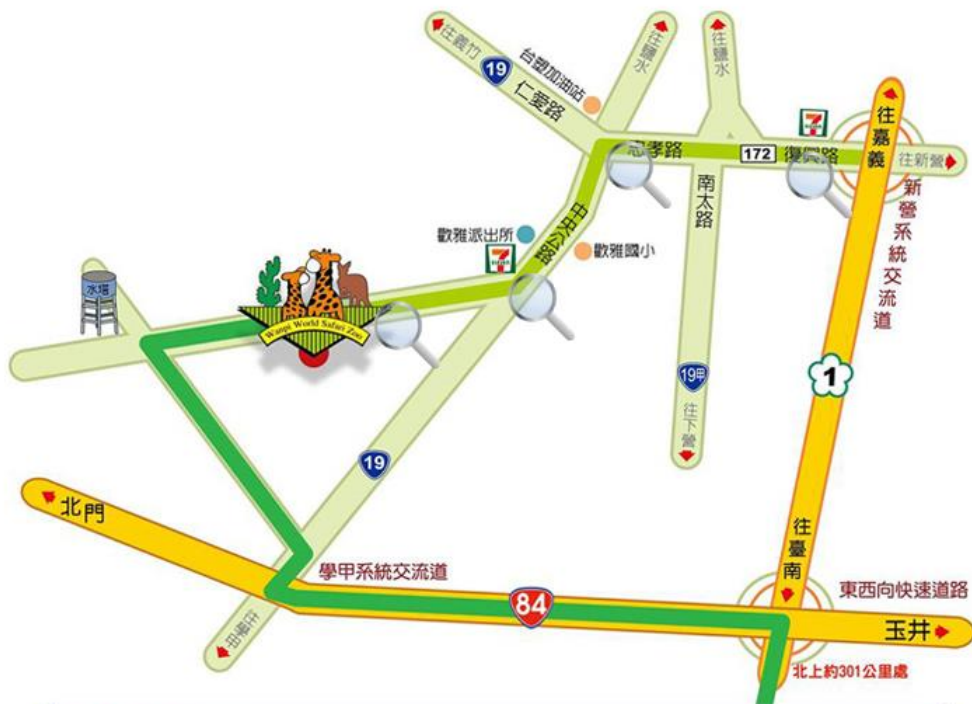 往義竹
19
仁愛路
台塑加油站
往鹽水
往鹽水
往嘉義
忠孝路
172
復興路
往新營
7
南太路
新營系統交流道
中央公路
歡雅派出所
7
歡雅國小
水塔
Wanpi World Safari Zoo
19甲
往下營
1
19
北門
往臺南
學甲系統交流道
84
東西向快速道路
玉井
往學甲
北上約301公里處